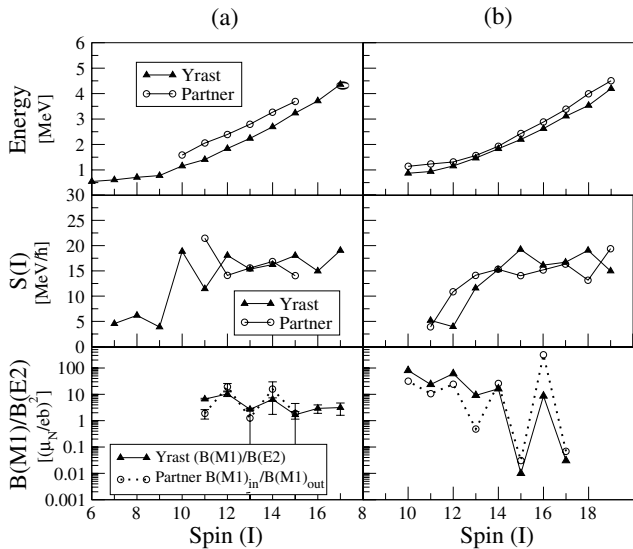 (a)
(b)
Energy
[MeV]
6
5
4
3
2
1
Yrast
Partner
S(I)
[MeV/ħ]
30
25
20
15
10
5
0
Yrast
Partner
B(M1)/B(E2)
[(μN/eb)²]
100
10
1
0.1
0.01
0.001
Yrast (B(M1)/B(E2)
Partner B(M1)in/B(M1)out
6 8 10 12 14 16 8 10 12 14 16 18
Spin (I)
Spin (I)